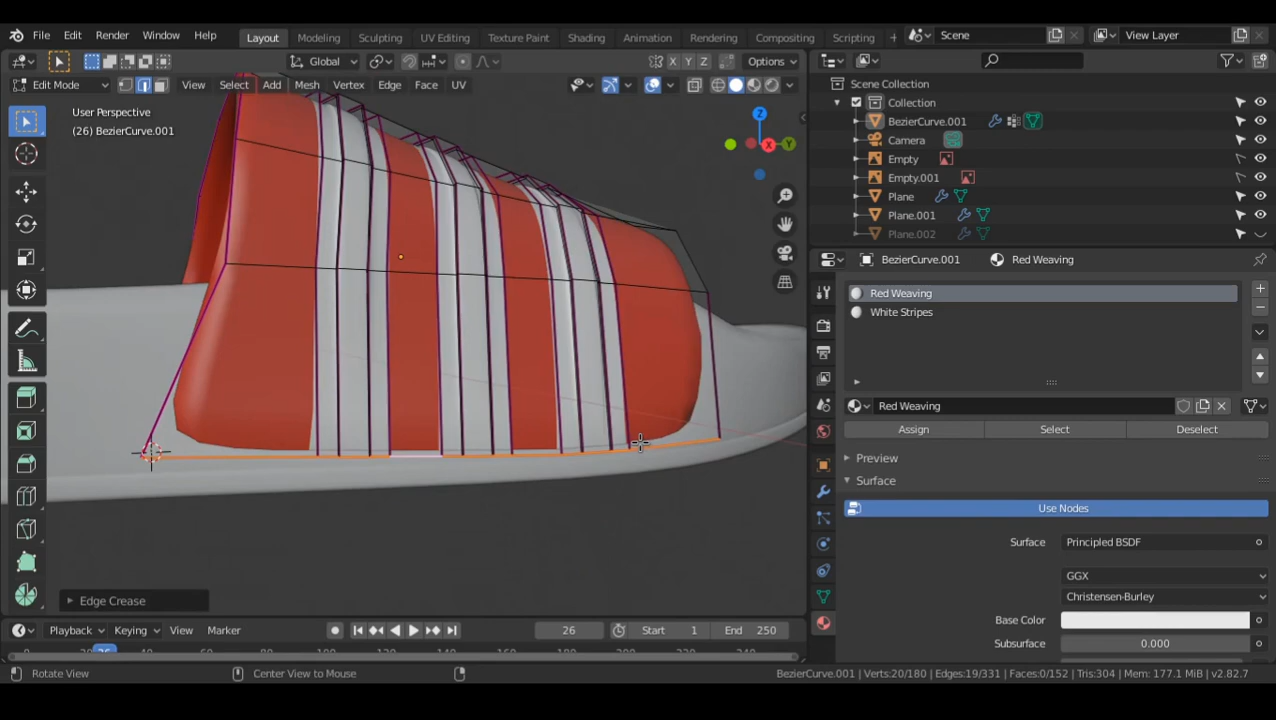 File Edit Render Window Help Layout Modeling Sculpting UV Editing Texture Paint Shading Animation Rendering Compositing Scripting + Scene View Layer
Global X Y Z Options
Edit Mode View Select Add Mesh Vertex Edge Face UV
User Perspective
(26) BezierCurve.001
Z
X Y
Scene Collection
Collection
BezierCurve.001
Camera
Empty
Empty.001
Plane
Plane.001
Plane.002
BezierCurve.001 Red Weaving
Red Weaving
White Stripes
Red Weaving
Assign Select Deselect
Preview
Surface
Use Nodes
Surface Principled BSDF
GGX
Christensen-Burley
Base Color
Subsurface 0.000
Edge Crease
Playback Keying View Marker 26 Start 1 End 250
Rotate View Center View to Mouse BezierCurve.001 | Verts:20/180 | Edges:19/331 | Faces:0/152 | Tris:304 | Mem: 177.1 MiB | v2.82.7